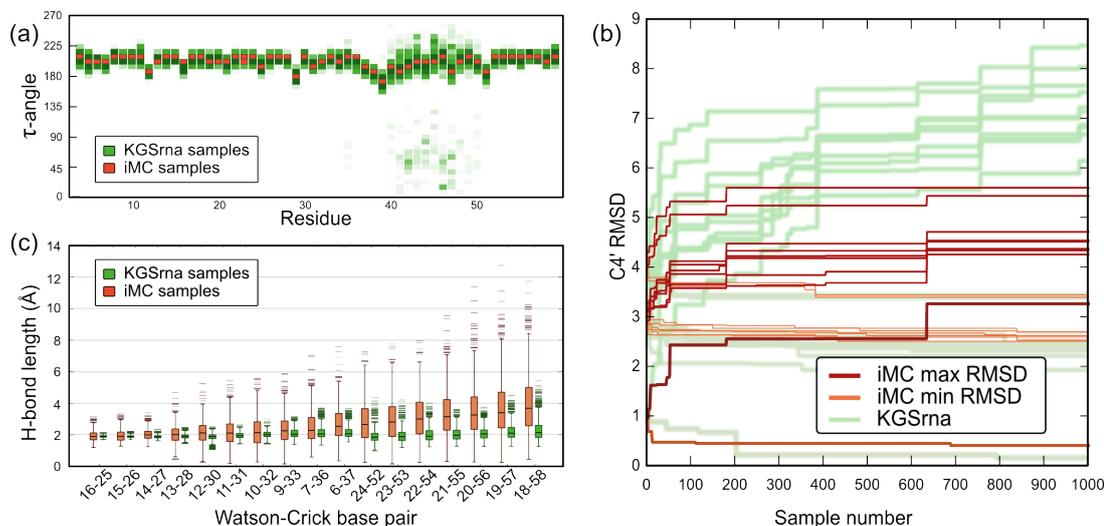 (a)
270
225
180
135
90
45
0
τ-angle
KGSrna samples
iMC samples
10
20
30
40
50
Residue
(b)
9
8
7
6
5
4
3
2
1
0
C4' RMSD
iMC max RMSD
iMC min RMSD
KGSrna
0 100 200 300 400 500 600 700 800 900 1000
Sample number
(c)
14
12
10
8
6
4
2
0
H-bond length (Å)
KGSrna samples
iMC samples
16-25
15-26
14-27
13-28
12-30
11-31
10-32
9-33
7-36
6-37
24-52
23-53
22-54
21-55
20-56
19-57
18-58
Watson-Crick base pair